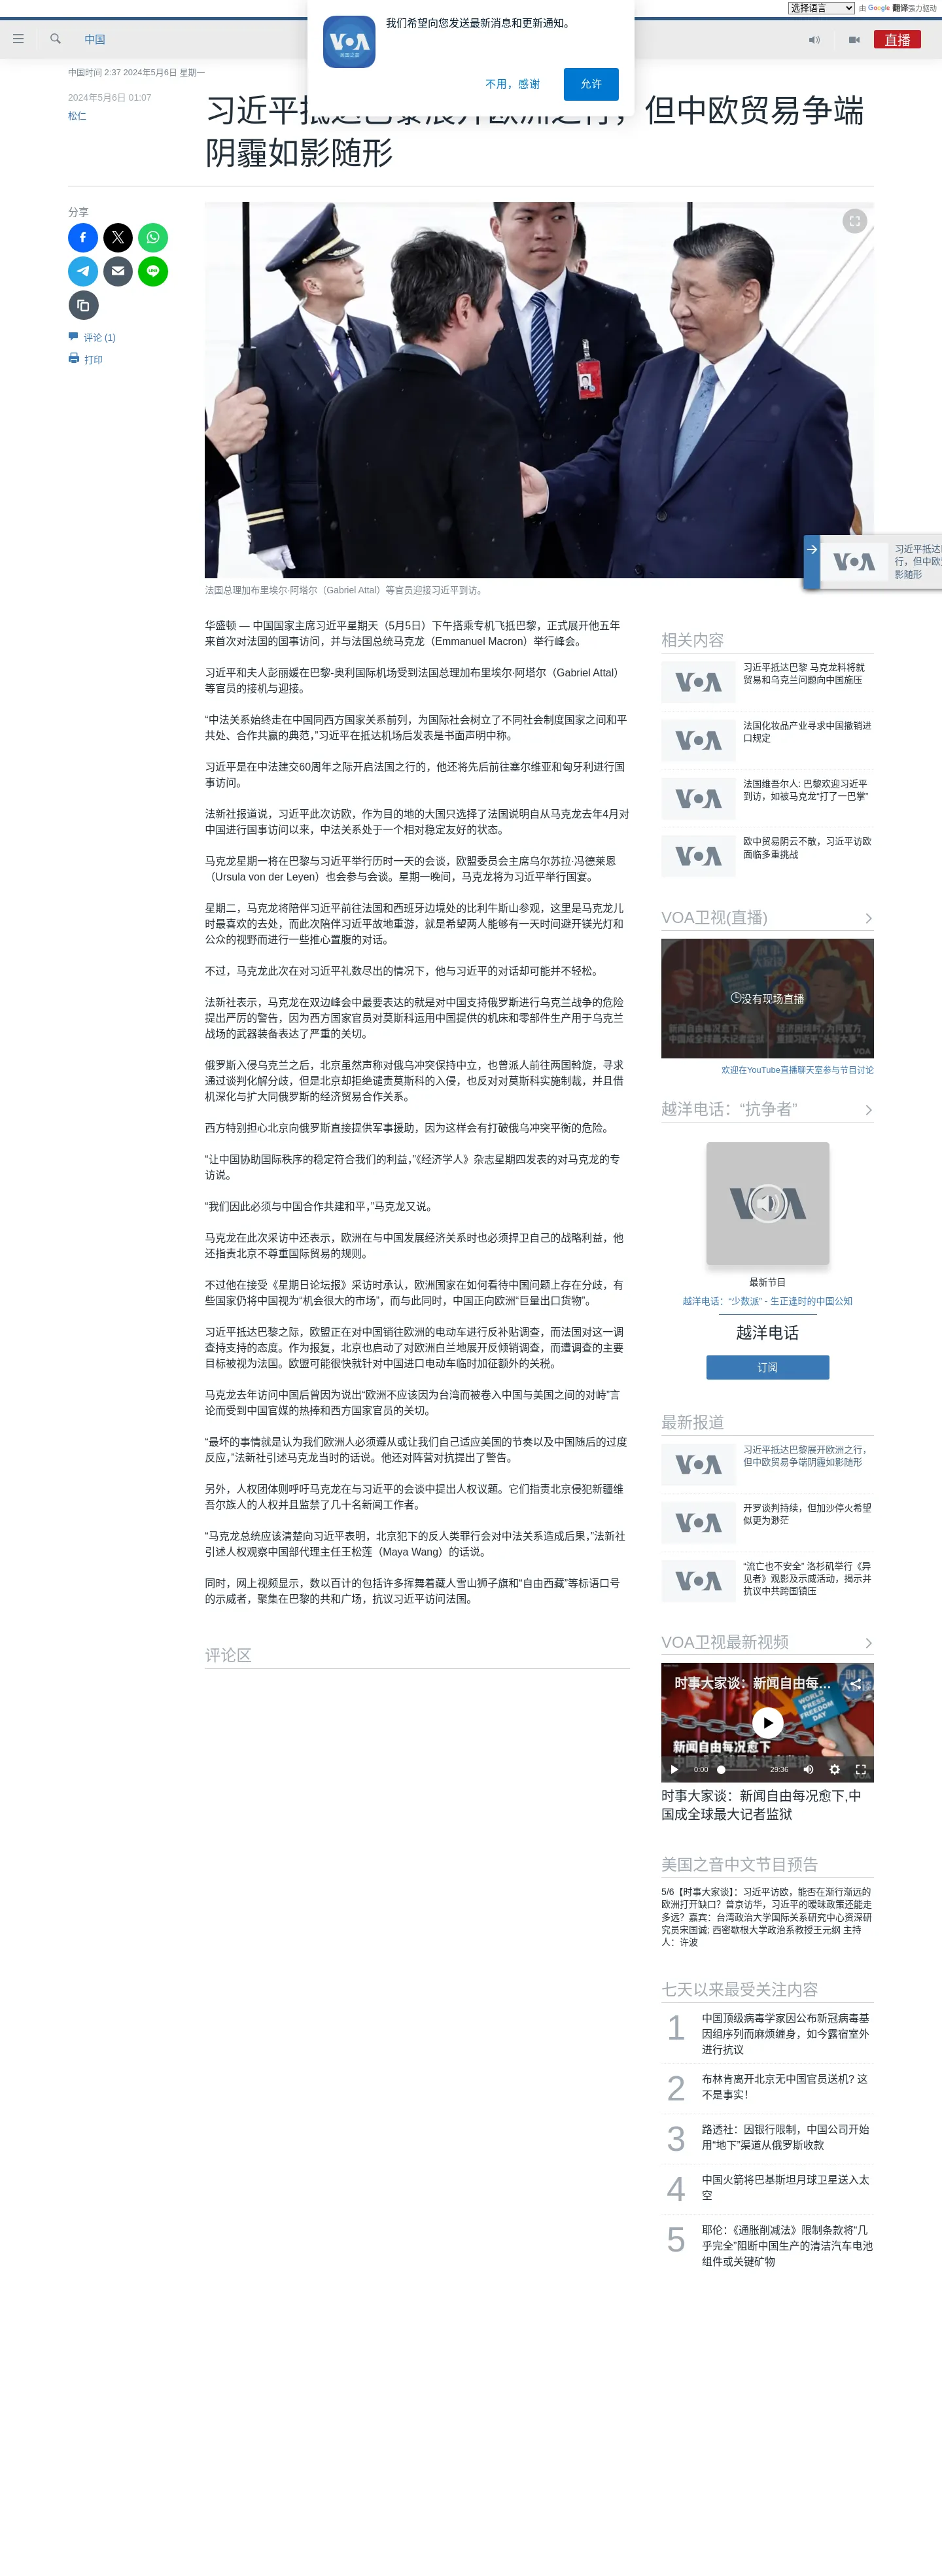 选择语言
由 Google 翻译强力驱动
我们希望向您发送最新消息和更新通知。
VOA
美国之音
不用，感谢
允许
中国
直播
中国时间 2:37 2024年5月6日 星期一
2024年5月6日 01:07
松仁
习近平抵达巴黎展开欧洲之行，但中欧贸易争端
阴霾如影随形
分享
评论 (1)
打印
法国总理加布里埃尔·阿塔尔（Gabriel Attal）等官员迎接习近平到访。
VOA
习近平抵达
行，但中欧
影随形
华盛顿 — 中国国家主席习近平星期天（5月5日）下午搭乘专机飞抵巴黎，正式展开他五年
来首次对法国的国事访问，并与法国总统马克龙（Emmanuel Macron）举行峰会。
习近平和夫人彭丽媛在巴黎-奥利国际机场受到法国总理加布里埃尔·阿塔尔（Gabriel Attal）
等官员的接机与迎接。
“中法关系始终走在中国同西方国家关系前列，为国际社会树立了不同社会制度国家之间和平
共处、合作共赢的典范，”习近平在抵达机场后发表是书面声明中称。
习近平是在中法建交60周年之际开启法国之行的，他还将先后前往塞尔维亚和匈牙利进行国
事访问。
法新社报道说，习近平此次访欧，作为目的地的大国只选择了法国说明自从马克龙去年4月对
中国进行国事访问以来，中法关系处于一个相对稳定友好的状态。
马克龙星期一将在巴黎与习近平举行历时一天的会谈，欧盟委员会主席乌尔苏拉·冯德莱恩
（Ursula von der Leyen）也会参与会谈。星期一晚间，马克龙将为习近平举行国宴。
星期二，马克龙将陪伴习近平前往法国和西班牙边境处的比利牛斯山参观，这里是马克龙儿
时最喜欢的去处，而此次陪伴习近平故地重游，就是希望两人能够有一天时间避开镁光灯和
公众的视野而进行一些推心置腹的对话。
不过，马克龙此次在对习近平礼数尽出的情况下，他与习近平的对话却可能并不轻松。
法新社表示，马克龙在双边峰会中最要表达的就是对中国支持俄罗斯进行乌克兰战争的危险
提出严厉的警告，因为西方国家官员对莫斯科运用中国提供的机床和零部件生产用于乌克兰
战场的武器装备表达了严重的关切。
俄罗斯入侵乌克兰之后，北京虽然声称对俄乌冲突保持中立，也曾派人前往两国斡旋，寻求
通过谈判化解分歧，但是北京却拒绝谴责莫斯科的入侵，也反对对莫斯科实施制裁，并且借
机深化与扩大同俄罗斯的经济贸易合作关系。
西方特别担心北京向俄罗斯直接提供军事援助，因为这样会有打破俄乌冲突平衡的危险。
“让中国协助国际秩序的稳定符合我们的利益，”《经济学人》杂志星期四发表的对马克龙的专
访说。
“我们因此必须与中国合作共建和平，”马克龙又说。
马克龙在此次采访中还表示，欧洲在与中国发展经济关系时也必须捍卫自己的战略利益，他
还指责北京不尊重国际贸易的规则。
不过他在接受《星期日论坛报》采访时承认，欧洲国家在如何看待中国问题上存在分歧，有
些国家仍将中国视为“机会很大的市场”，而与此同时，中国正向欧洲“巨量出口货物”。
习近平抵达巴黎之际，欧盟正在对中国销往欧洲的电动车进行反补贴调查，而法国对这一调
查持支持的态度。作为报复，北京也启动了对欧洲白兰地展开反倾销调查，而遭调查的主要
目标被视为法国。欧盟可能很快就针对中国进口电动车临时加征额外的关税。
马克龙去年访问中国后曾因为说出“欧洲不应该因为台湾而被卷入中国与美国之间的对峙”言
论而受到中国官媒的热捧和西方国家官员的关切。
“最坏的事情就是认为我们欧洲人必须遵从或让我们自己适应美国的节奏以及中国随后的过度
反应，”法新社引述马克龙当时的话说。他还对阵营对抗提出了警告。
另外，人权团体则呼吁马克龙在与习近平的会谈中提出人权议题。它们指责北京侵犯新疆维
吾尔族人的人权并且监禁了几十名新闻工作者。
“马克龙总统应该清楚向习近平表明，北京犯下的反人类罪行会对中法关系造成后果，”法新社
引述人权观察中国部代理主任王松莲（Maya Wang）的话说。
同时，网上视频显示，数以百计的包括许多挥舞着藏人雪山狮子旗和“自由西藏”等标语口号
的示威者，聚集在巴黎的共和广场，抗议习近平访问法国。
评论区
相关内容
VOA
习近平抵达巴黎 马克龙料将就
贸易和乌克兰问题向中国施压
VOA
法国化妆品产业寻求中国撤销进
口规定
VOA
法国维吾尔人: 巴黎欢迎习近平
到访，如被马克龙“打了一巴掌”
VOA
欧中贸易阴云不散，习近平访欧
面临多重挑战
VOA卫视(直播)
没有现场直播
欢迎在YouTube直播聊天室参与节目讨论
越洋电话：“抗争者”
VOA
最新节目
越洋电话：“少数派” - 生正逢时的中国公知
越洋电话
订阅
最新报道
VOA
习近平抵达巴黎展开欧洲之行，
但中欧贸易争端阴霾如影随形
VOA
开罗谈判持续，但加沙停火希望
似更为渺茫
VOA
“流亡也不安全” 洛杉矶举行《异
见者》观影及示威活动，揭示并
抗议中共跨国镇压
VOA卫视最新视频
时事大家谈：新闻自由每...
WORLD
PRESS
FREEDOM
DAY
新闻自由每况愈下
中国成全球最大记者监狱
0:00
29:36
时事大家谈：新闻自由每况愈下,中
国成全球最大记者监狱
美国之音中文节目预告
5/6【时事大家谈】：习近平访欧，能否在渐行渐远的
欧洲打开缺口？普京访华，习近平的暧昧政策还能走
多远？嘉宾：台湾政治大学国际关系研究中心资深研
究员宋国诚; 西密歇根大学政治系教授王元纲 主持
人：许波
七天以来最受关注内容
1
中国顶级病毒学家因公布新冠病毒基
因组序列而麻烦缠身，如今露宿室外
进行抗议
2
布林肯离开北京无中国官员送机? 这
不是事实！
3
路透社：因银行限制，中国公司开始
用“地下”渠道从俄罗斯收款
4
中国火箭将巴基斯坦月球卫星送入太
空
5
耶伦：《通胀削减法》限制条款将“几
乎完全”阻断中国生产的清洁汽车电池
组件或关键矿物